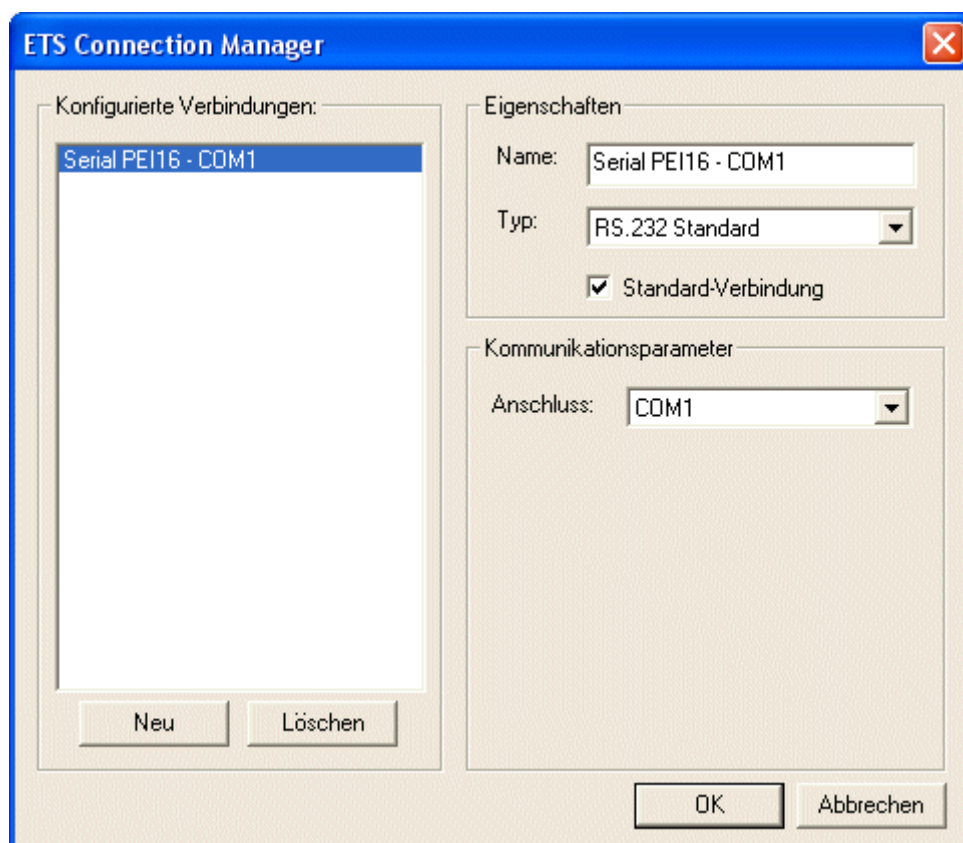 ETS Connection Manager
Konfigurierte Verbindungen:
Serial PEI16 - COM1
Neu
Löschen
Eigenschaften
Name:
Serial PEI16 - COM1
Typ:
RS.232 Standard
Standard-Verbindung
Kommunikationsparameter
Anschluss:
COM1
OK
Abbrechen